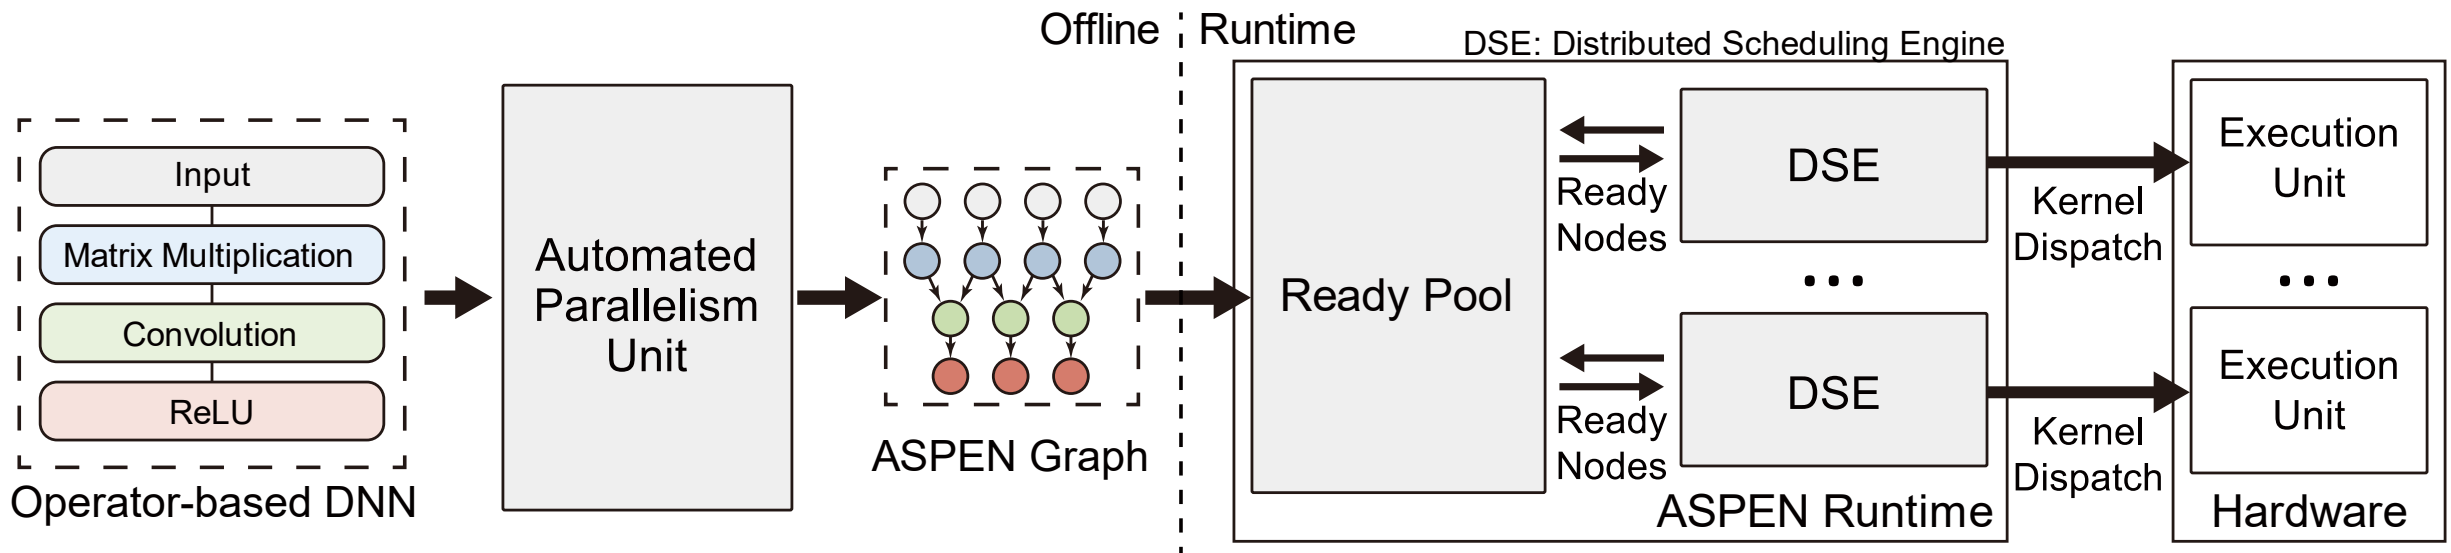 Offline
Runtime
DSE: Distributed Scheduling Engine
Input
Matrix Multiplication
Convolution
ReLU
Operator-based DNN
Automated
Parallelism
Unit
ASPEN Graph
Ready Pool
Ready
Nodes
Ready
Nodes
DSE
...
DSE
ASPEN Runtime
Kernel
Dispatch
Kernel
Dispatch
Execution
Unit
...
Execution
Unit
Hardware